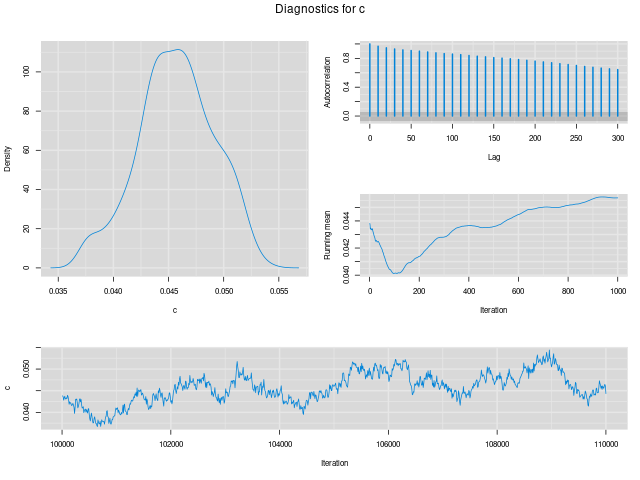 Diagnostics for c
Density
0 20 40 60 80 100
0.035 0.040 0.045 0.050 0.055
c
Autocorrelation
0.0 0.4 0.8
0 50 100 150 200 250 300
Lag
Running mean
0.040 0.042 0.044
0 200 400 600 800 1000
Iteration
c
0.040 0.050
100000 102000 104000 106000 108000 110000
Iteration